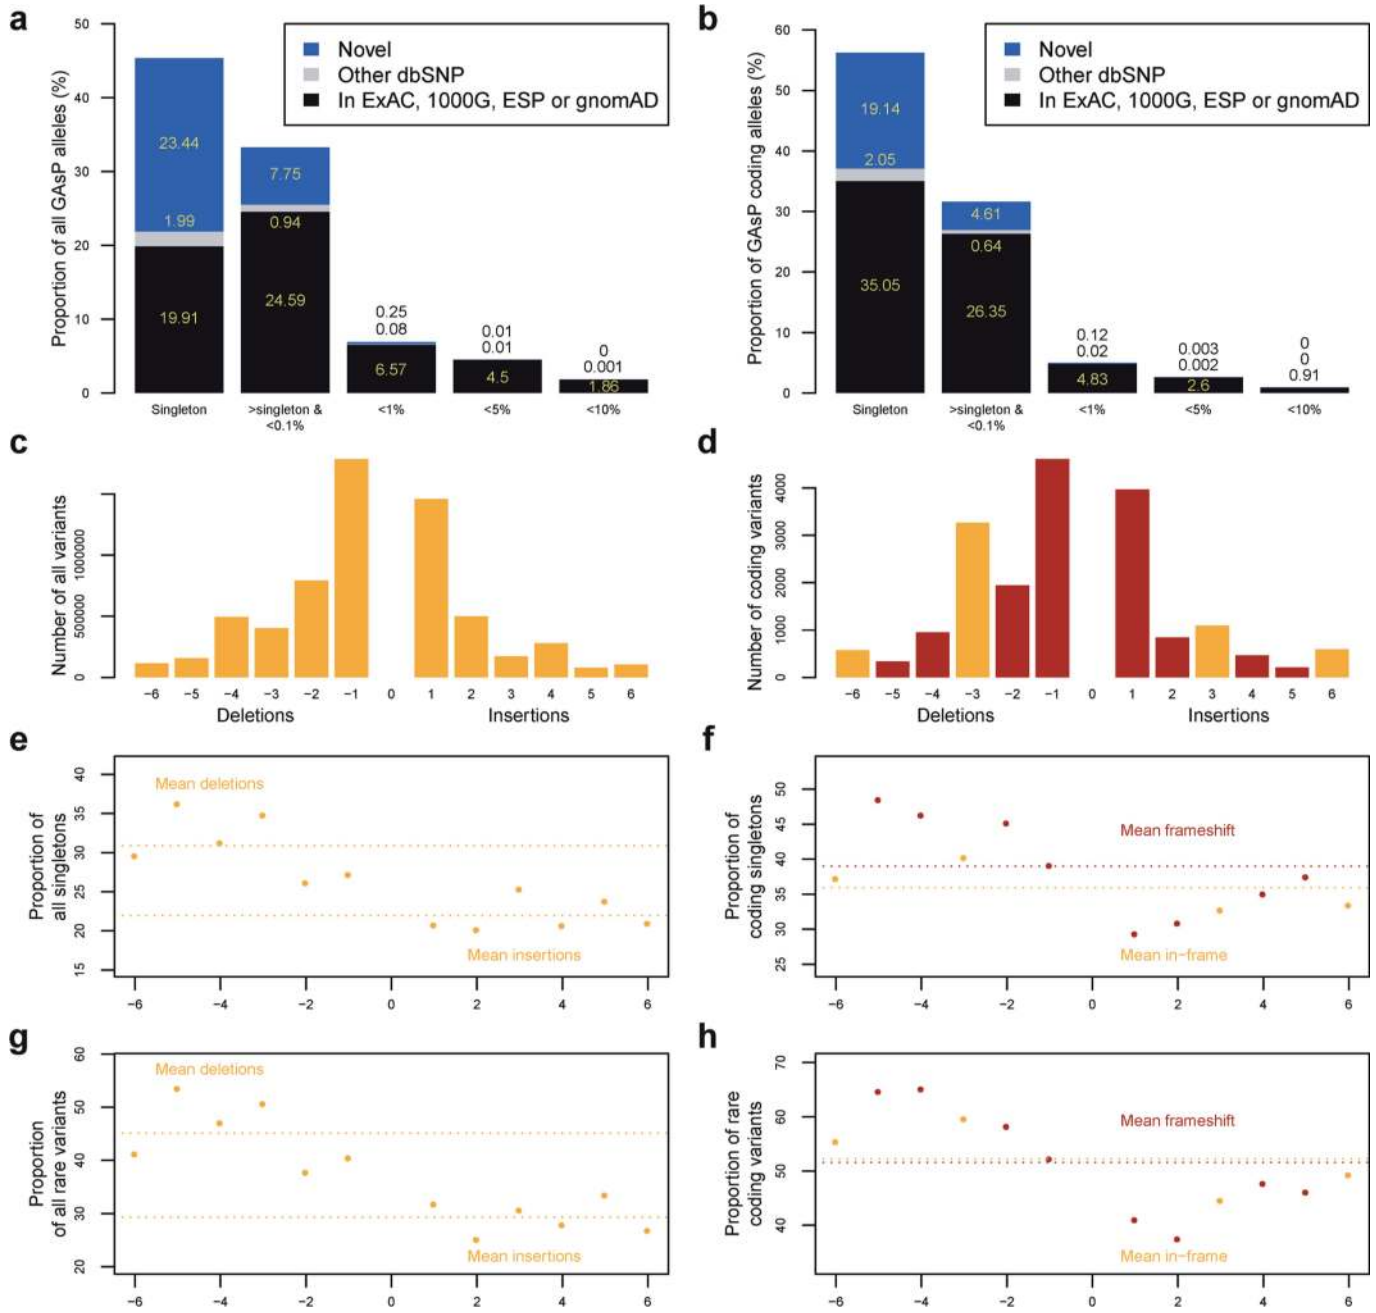 a
Proportion of all GAsP alleles (%)
50
40
30
20
10
0
Novel
Other dbSNP
In ExAC, 1000G, ESP or gnomAD
23.44
1.99
19.91
7.75
0.94
24.59
0.25
0.08
6.57
0.01
0.01
4.5
0
0.001
1.86
Singleton
>singleton &
<0.1%
<1%
<5%
<10%
b
Proportion of GAsP coding alleles (%)
60
50
40
30
20
10
0
Novel
Other dbSNP
In ExAC, 1000G, ESP or gnomAD
19.14
2.05
35.05
4.61
0.64
26.35
0.12
0.02
4.83
0.003
0.002
2.6
0
0
0.91
Singleton
>singleton &
<0.1%
<1%
<5%
<10%
c
Number of all variants
1000000
500000
0
−6 −5 −4 −3 −2 −1 0 1 2 3 4 5 6
Deletions Insertions
d
Number of coding variants
4000
3000
2000
1000
0
−6 −5 −4 −3 −2 −1 0 1 2 3 4 5 6
Deletions Insertions
e
Proportion of
all singletons
40
35
30
25
20
15
Mean deletions
Mean insertions
−6 −4 −2 0 2 4 6
f
Proportion of
coding singletons
50
45
40
35
30
25
Mean frameshift
Mean in−frame
−6 −4 −2 0 2 4 6
g
Proportion
of all rare variants
60
50
40
30
20
Mean deletions
Mean insertions
−6 −4 −2 0 2 4 6
h
Proportion of rare
coding variants
70
60
50
40
Mean frameshift
Mean in−frame
−6 −4 −2 0 2 4 6